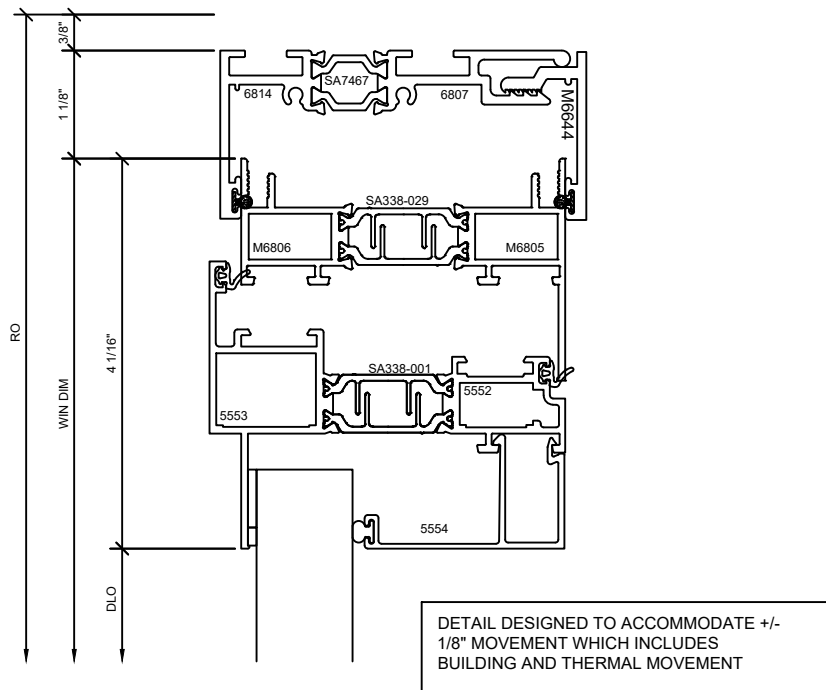 3/8"
1 1/8"
SA7467
6814
6807
M6644
SA338-029
M6806
M6805
RO
WIN DIM
4 1/16"
SA338-001
5552
5553
5554
DLO
DETAIL DESIGNED TO ACCOMMODATE +/-
1/8" MOVEMENT WHICH INCLUDES
BUILDING AND THERMAL MOVEMENT